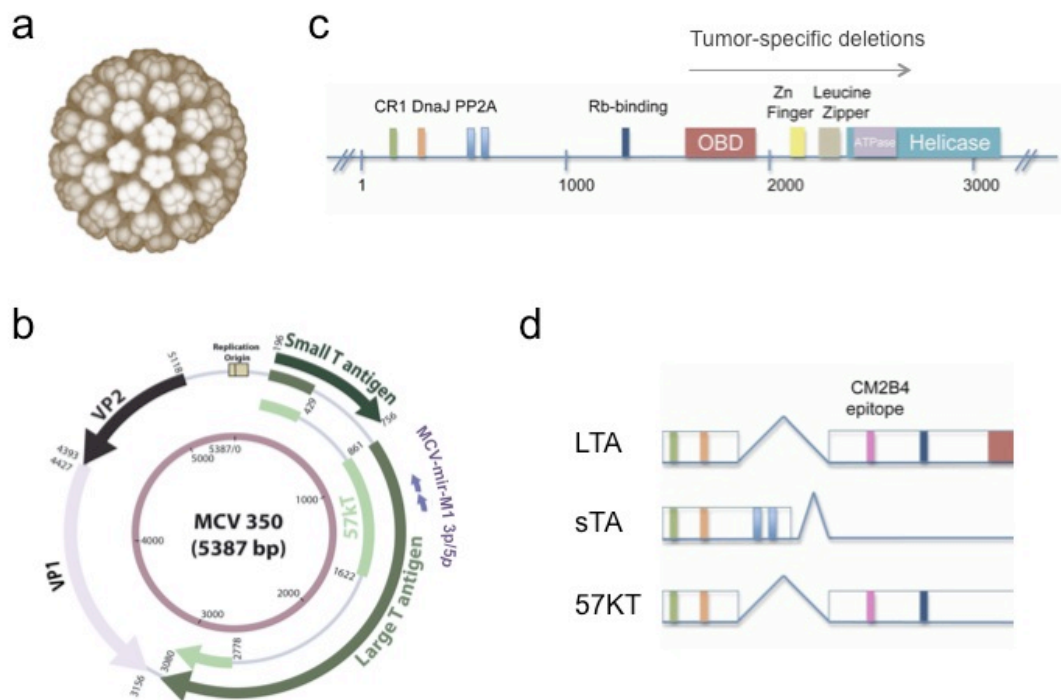 a
c
Tumor-specific deletions
CR1 DnaJ PP2A
Rb-binding
Zn
Finger
Leucine
Zipper
OBD
ATPase
Helicase
1
1000
2000
3000
b
Replication
Origin
196
Small T antigen
5118
VP2
429
756
4393
4427
5387/0
5000
861
MCV-mir-M1 3p/5p
57KT
1000
MCV 350
(5387 bp)
4000
VP1
1622
2000
3000
Large T antigen
2778
3080
3156
d
CM2B4
epitope
LTA
sTA
57KT